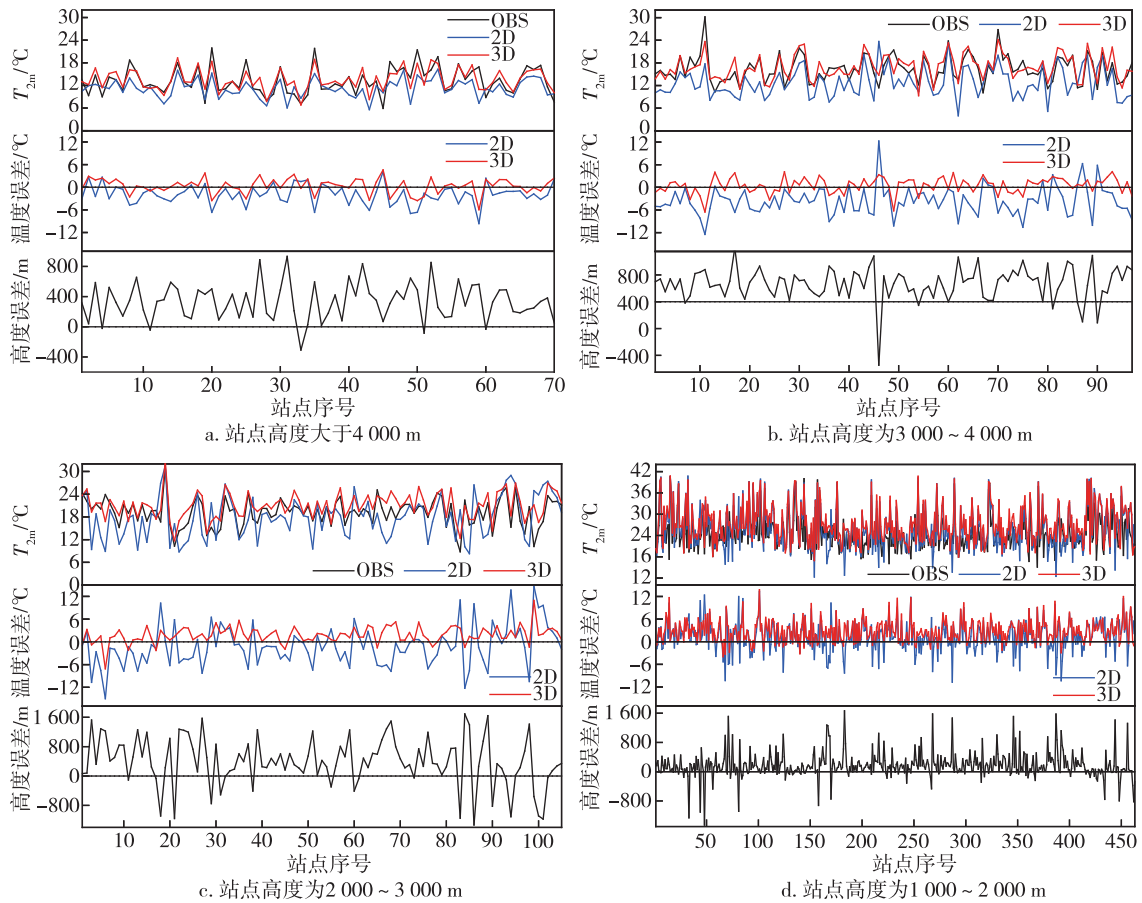 OBS
2D
3D
T2m/℃
30
24
18
12
6
0
2D
3D
温度误差/℃
12
6
0
−6
−12
高度误差/m
800
400
0
−400
10 20 30 40 50 60 70
站点序号
a. 站点高度大于4 000 m
OBS 2D 3D
T2m/℃
30
24
18
12
6
0
2D
3D
温度误差/℃
12
6
0
−6
−12
高度误差/m
800
400
0
−400
10 20 30 40 50 60 70 80 90
站点序号
b. 站点高度为3 000 ~ 4 000 m
T2m/℃
30
24
18
12
6
0
OBS 2D 3D
温度误差/℃
12
6
0
−6
−12
2D
3D
高度误差/m
1 600
800
0
−800
10 20 30 40 50 60 70 80 90 100
站点序号
c. 站点高度为2 000 ~ 3 000 m
T2m/℃
42
36
30
24
16
12
OBS 2D 3D
温度误差/℃
12
6
0
−6
−12
2D
3D
高度误差/m
1 600
800
0
−800
50 100 150 200 250 300 350 400 450
站点序号
d. 站点高度为1 000 ~ 2 000 m